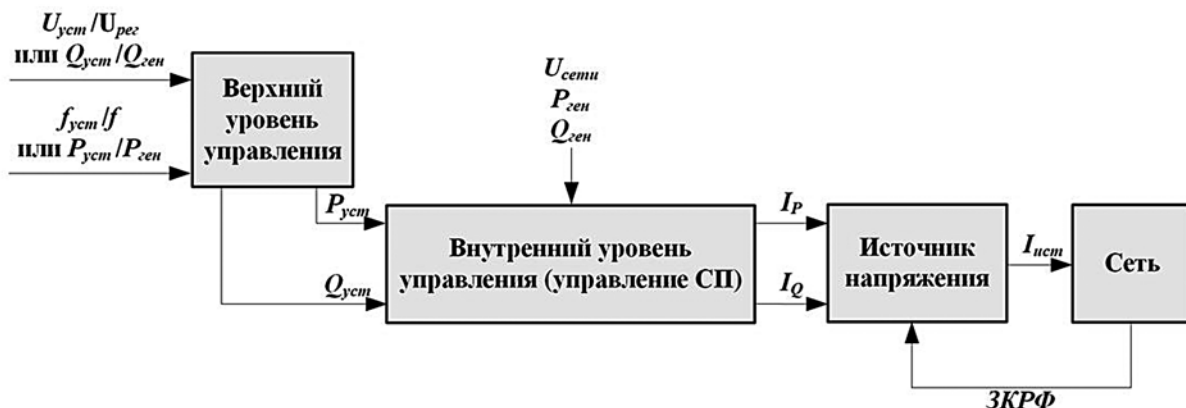 U_уст/U_рег
или Q_уст/Q_ген
f_уст/f
или P_уст/P_ген
Верхний
уровень
управления
U_сети
P_ген
Q_ген
P_уст
Q_уст
Внутренний уровень
управления (управление СП)
I_P
I_Q
Источник
напряжения
I_ист
Сеть
ЗКРФ